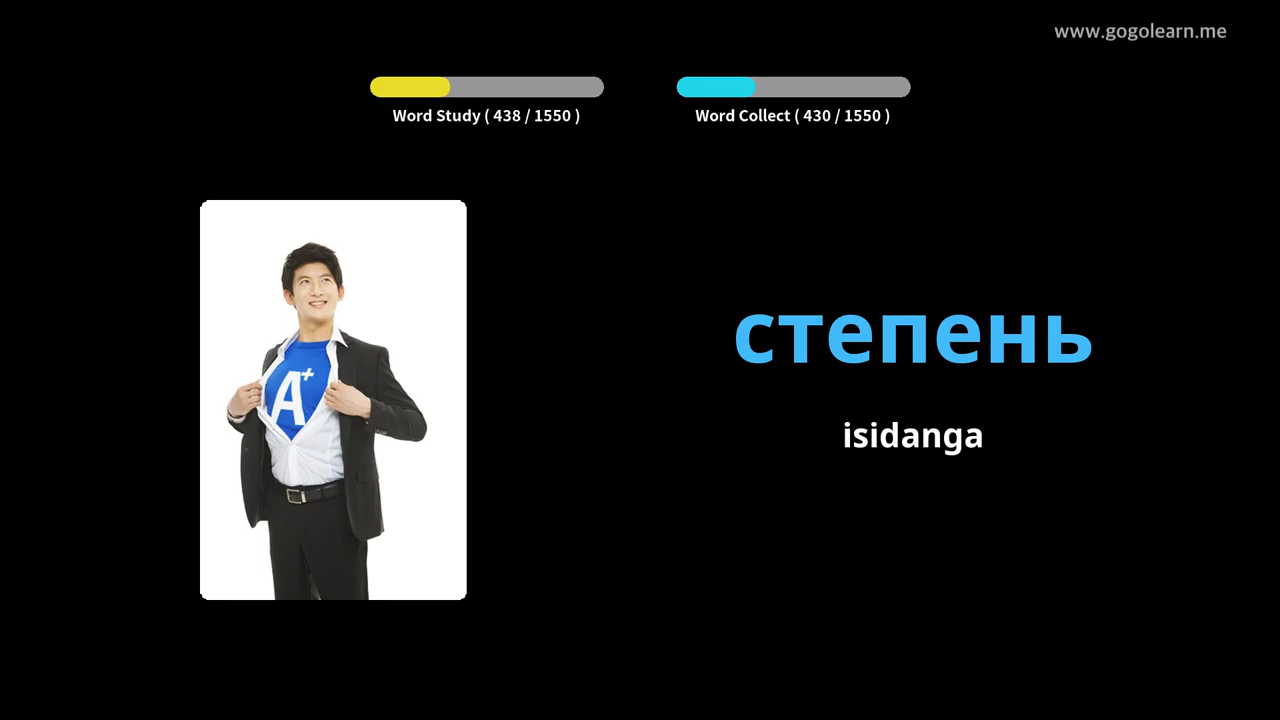 www.gogolearn.me
Word Study ( 438 / 1550 )
Word Collect ( 430 / 1550 )
A+
степень
isidanga